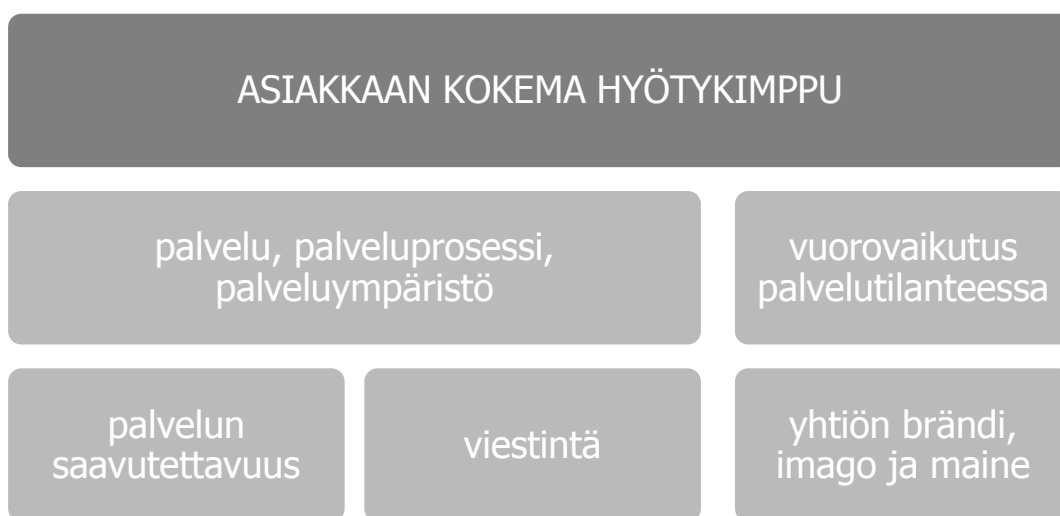 ASIAKKAAN KOKEMA HYÖTYKIMPPU
palvelu, palveluprosessi,
palveluympäristö
vuorovaikutus
palvelutilanteessa
palvelun
saavutettavuus
viestintä
yhtiön brändi,
imago ja maine